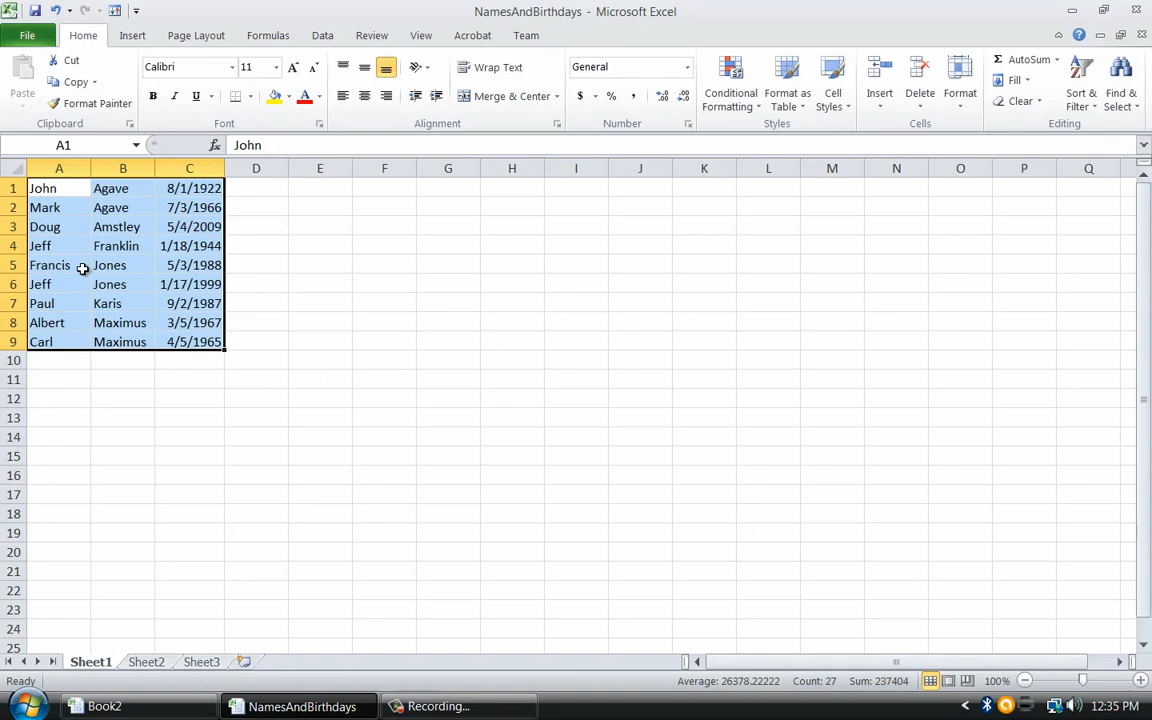 NamesAndBirthdays - Microsoft Excel
File Home Insert Page Layout Formulas Data Review View Acrobat Team
Paste
Cut
Copy
Format Painter
Clipboard
Calibri 11 A A
B I U A
Font
Wrap Text
Merge & Center
Alignment
General
$ % , .0 .00 .00 .0
Number
Conditional Formatting
Format as Table
Cell Styles
Styles
Insert Delete Format
Cells
Σ AutoSum
Fill
Clear
Sort & Filter
Find & Select
Editing
A1 fx John
A B C D E F G H I J K L M N O P Q
1 John Agave 8/1/1922
2 Mark Agave 7/3/1966
3 Doug Amstley 5/4/2009
4 Jeff Franklin 1/18/1944
5 Francis Jones 5/3/1988
6 Jeff Jones 1/17/1999
7 Paul Karis 9/2/1987
8 Albert Maximus 3/5/1967
9 Carl Maximus 4/5/1965
10
11
12
13
14
15
16
17
18
19
20
21
22
23
24
25
Sheet1 Sheet2 Sheet3
Ready Average: 26378.22222 Count: 27 Sum: 237404 100%
Book2 NamesAndBirthdays Recording... 12:35 PM